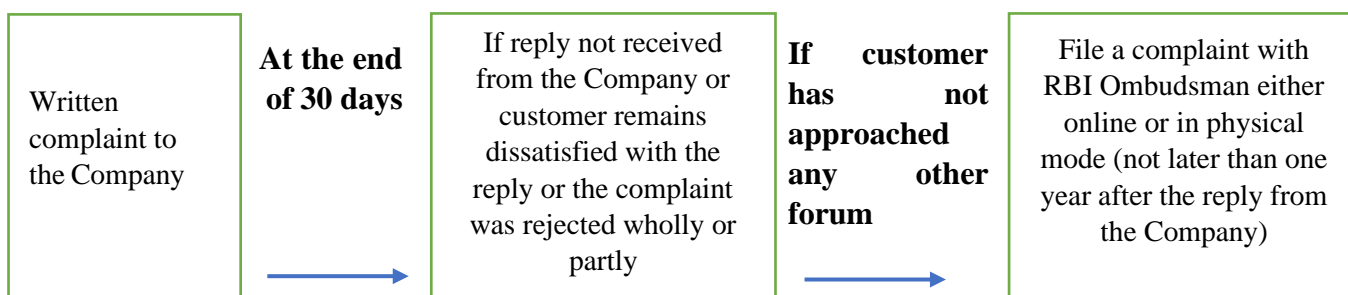 Written
complaint to
the Company
At the end
of 30 days
If reply not received
from the Company or
customer remains
dissatisfied with the
reply or the complaint
was rejected wholly or
partly
If customer
has not
approached
any other
forum
File a complaint with
RBI Ombudsman either
online or in physical
mode (not later than one
year after the reply from
the Company)